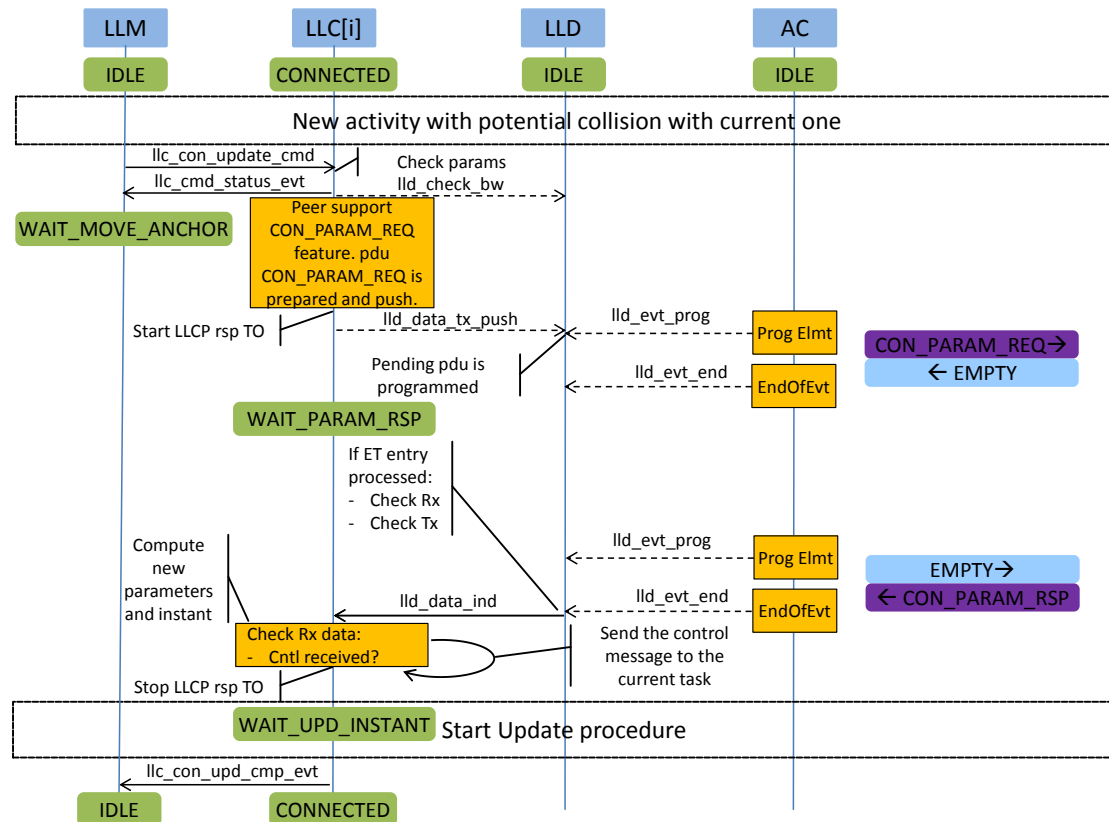 LLM
LLC[i]
LLD
AC
IDLE
CONNECTED
IDLE
IDLE
New activity with potential collision with current one
llc_con_update_cmd
Check params
llc_cmd_status_evt
lld_check_bw
WAIT_MOVE_ANCHOR
Peer support
CON_PARAM_REQ
feature. pdu
CON_PARAM_REQ is
prepared and push.
Start LLCP rsp TO
lld_data_tx_push
lld_evt_prog
Prog Elmt
CON_PARAM_REQ→
← EMPTY
Pending pdu is
programmed
lld_evt_end
EndOfEvt
WAIT_PARAM_RSP
If ET entry
processed:
- Check Rx
- Check Tx
lld_evt_prog
Prog Elmt
EMPTY→
← CON_PARAM_RSP
Compute
new
parameters
and instant
lld_data_ind
lld_evt_end
EndOfEvt
Check Rx data:
- Cntl received?
Send the control
message to the
current task
Stop LLCP rsp TO
WAIT_UPD_INSTANT
Start Update procedure
llc_con_upd_cmp_evt
IDLE
CONNECTED